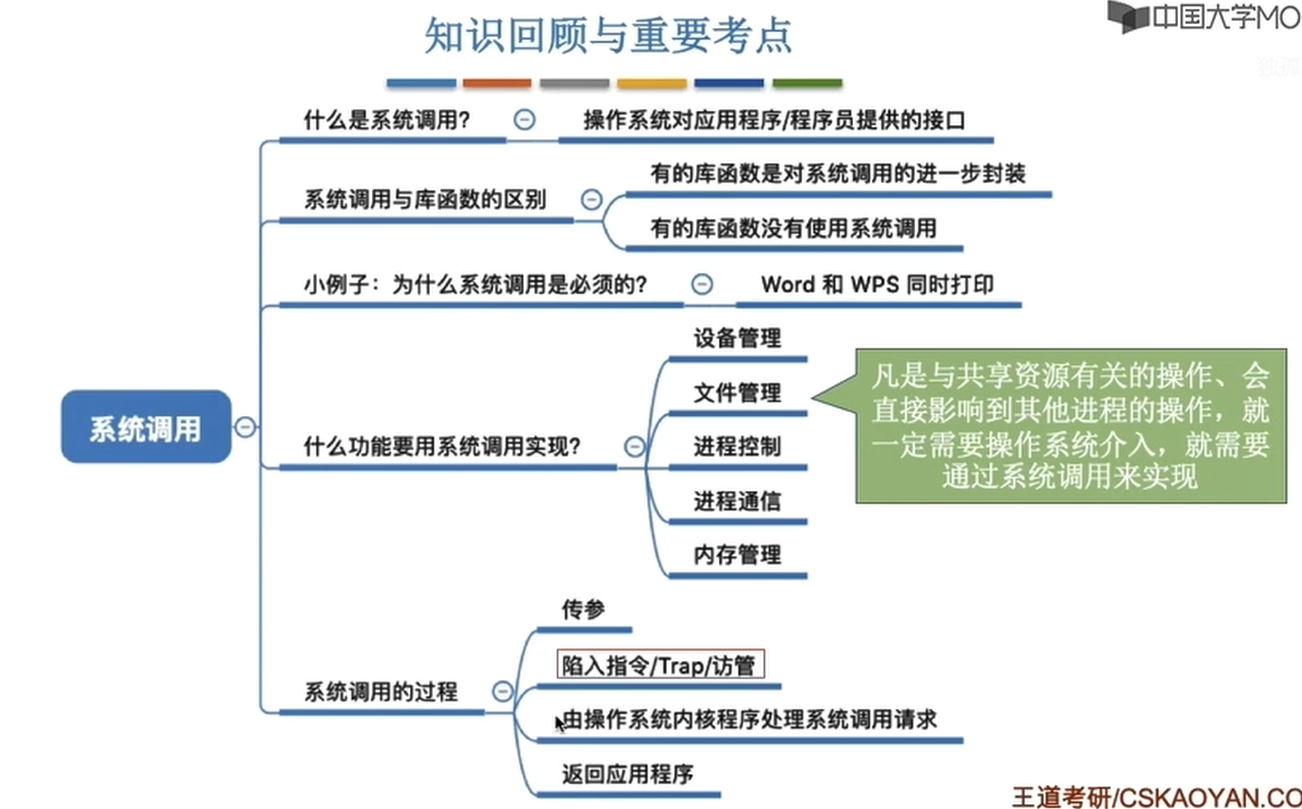 中国大学MO
知识回顾与重要考点
独孤
什么是系统调用?
操作系统对应用程序/程序员提供的接口
系统调用与库函数的区别
有的库函数是对系统调用的进一步封装
有的库函数没有使用系统调用
小例子：为什么系统调用是必须的?
Word 和 WPS 同时打印
系统调用
什么功能要用系统调用实现?
设备管理
文件管理
进程控制
进程通信
内存管理
凡是与共享资源有关的操作、会
直接影响到其他进程的操作，就
一定需要操作系统介入，就需要
通过系统调用来实现
系统调用的过程
传参
陷入指令/Trap/访管
由操作系统内核程序处理系统调用请求
返回应用程序
王道考研/CSKAOYAN.CO